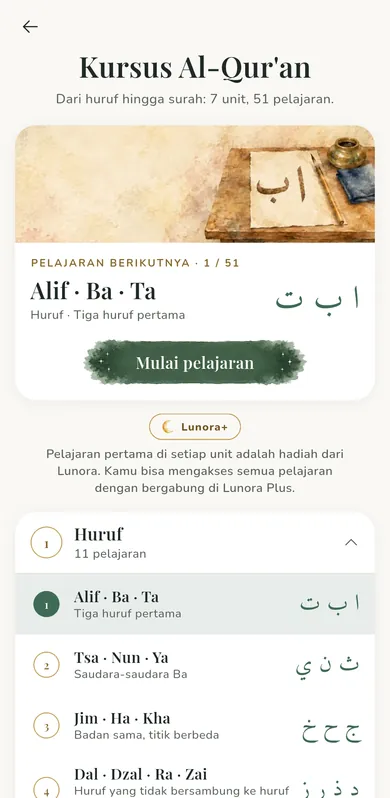 Kursus Al-Qur'an
Dari huruf hingga surah: 7 unit, 51 pelajaran.
اب
PELAJARAN BERIKUTNYA · 1 / 51
Alif · Ba · Ta
ا ب ت
Huruf · Tiga huruf pertama
Mulai pelajaran
Lunora+
Pelajaran pertama di setiap unit adalah hadiah dari
Lunora. Kamu bisa mengakses semua pelajaran
dengan bergabung di Lunora Plus.
1
Huruf
11 pelajaran
1
Alif · Ba · Ta
Tiga huruf pertama
ا ب ت
2
Tsa · Nun · Ya
Saudara-saudara Ba
ث ن ي
3
Jim · Ha · Kha
Badan sama, titik berbeda
ج ح خ
4
Dal · Dzal · Ra · Zai
Huruf yang tidak bersambung ke huruf
د ذ ر ز